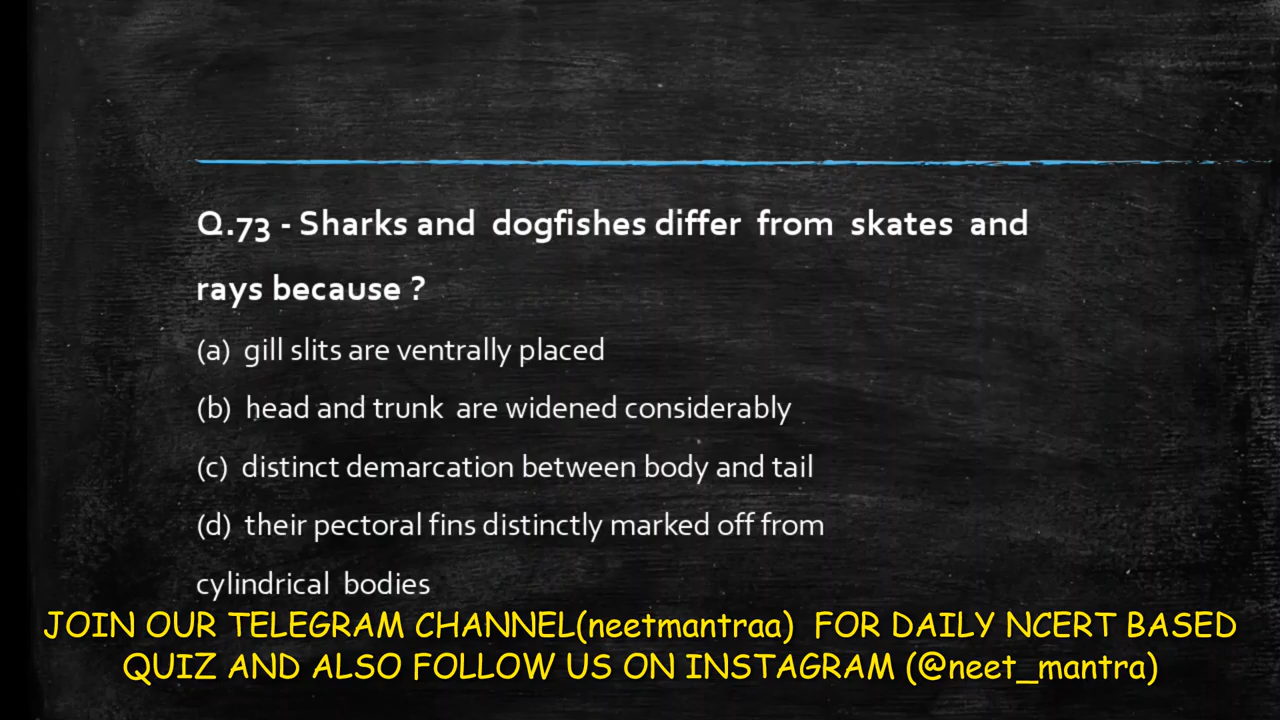 Q.73 - Sharks and dogfishes differ from skates and
rays because ?
(a) gill slits are ventrally placed
(b) head and trunk are widened considerably
(c) distinct demarcation between body and tail
(d) their pectoral fins distinctly marked off from
cylindrical bodies
JOIN OUR TELEGRAM CHANNEL(neetmantraa) FOR DAILY NCERT BASED
QUIZ AND ALSO FOLLOW US ON INSTAGRAM (@neet_mantra)